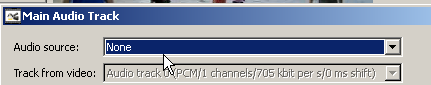 Main Audio Track
Audio source: None
Track from video: Audio track 0 (PCM/1 channels/705 kbit per s/0 ms shift)